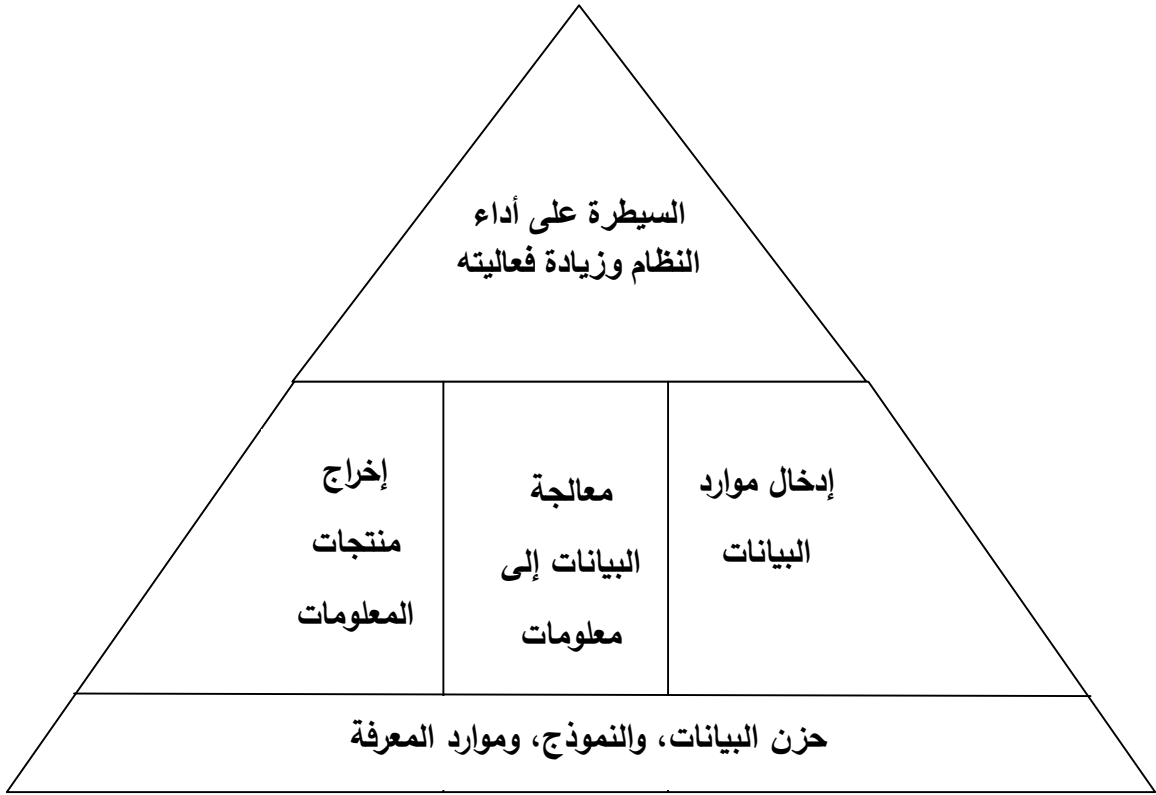 السيطرة على أداء
النظام وزيادة فعاليته
إدخال موارد
البيانات
معالجة
البيانات إلى
معلومات
إخراج
منتجات
المعلومات
حزن البيانات، والنموذج، وموارد المعرفة